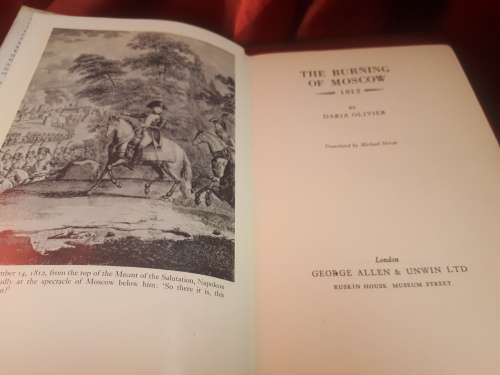 mber 14, 1812, from the top of the Mount of the Salutation, Napoleon
udly at the spectacle of Moscow below him: 'So there it is, this
THE BURNING
OF MOSCOW
1812
BY
DARIA OLIVIER
Translated by Michael Heron
London
GEORGE ALLEN & UNWIN LTD
RUSKIN HOUSE MUSEUM STREET